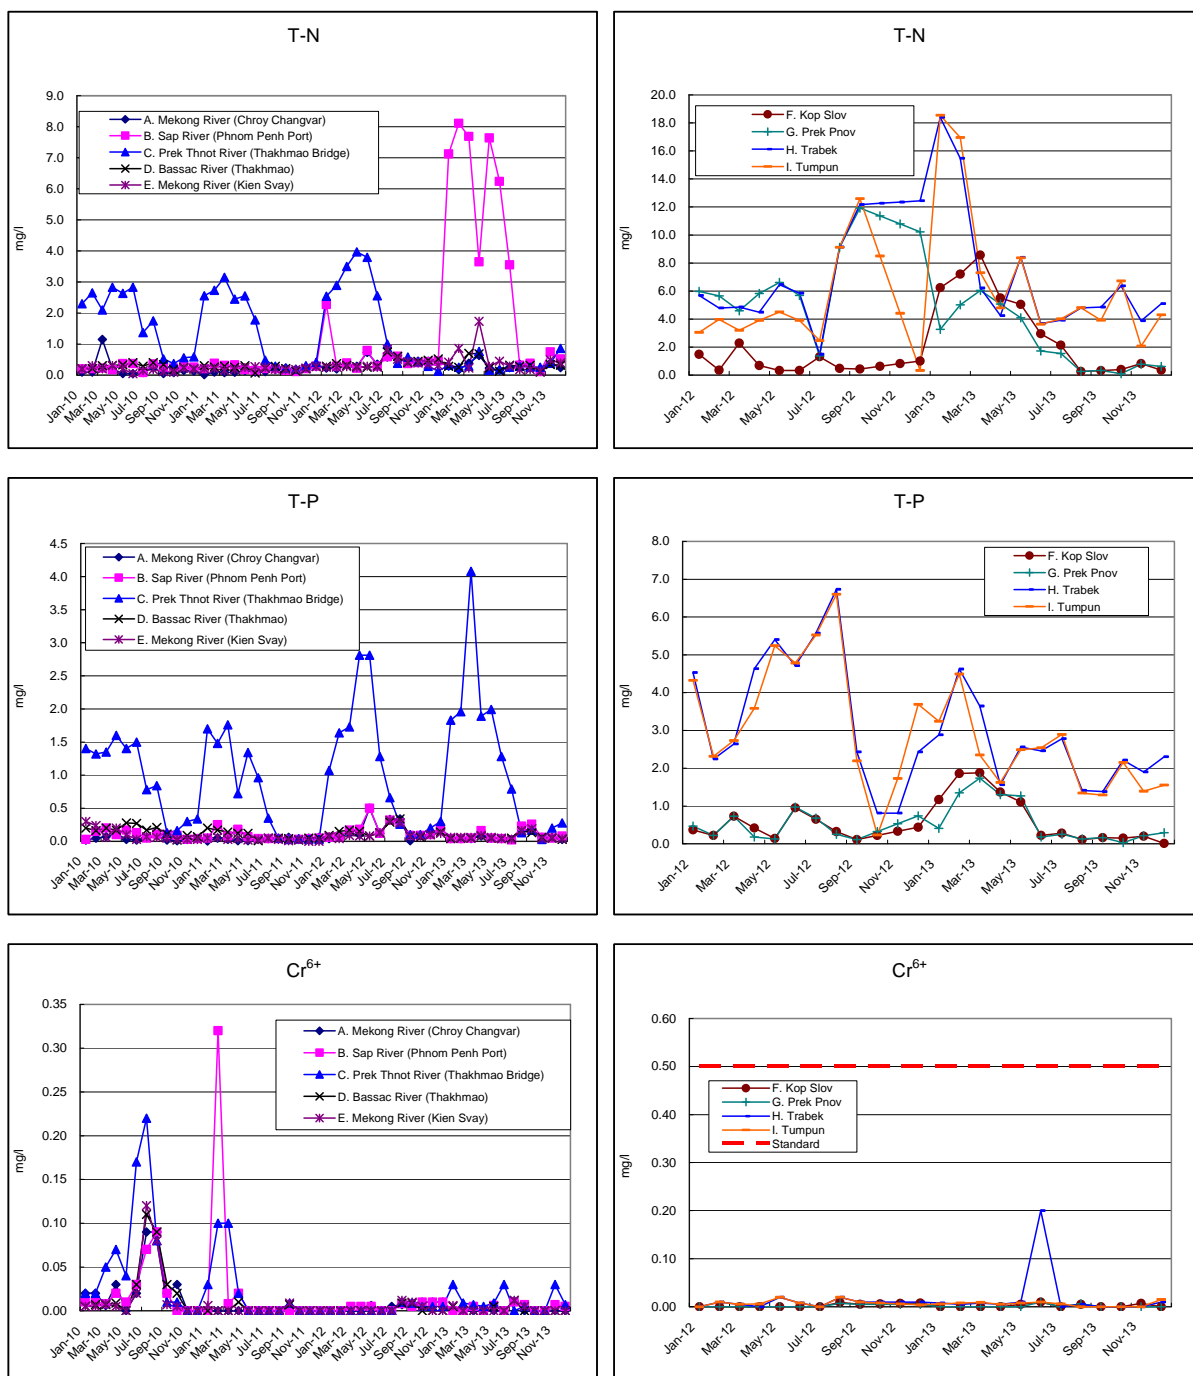 T-N
9.0
8.0
7.0
6.0
5.0
4.0
3.0
2.0
1.0
0.0
mg/l
A. Mekong River (Chroy Changvar)
B. Sap River (Phnom Penh Port)
C. Prek Thnot River (Thakhmao Bridge)
D. Bassac River (Thakhmao)
E. Mekong River (Kien Svay)
Jan-10 Mar-10 May-10 Jul-10 Sep-10 Nov-10 Jan-11 Mar-11 May-11 Jul-11 Sep-11 Nov-11 Jan-12 Mar-12 May-12 Jul-12 Sep-12 Nov-12 Jan-13 Mar-13 May-13 Jul-13 Sep-13 Nov-13
T-N
20.0
18.0
16.0
14.0
12.0
10.0
8.0
6.0
4.0
2.0
0.0
mg/l
F. Kop Slov
G. Prek Pnov
H. Trabek
I. Tumpun
Jan-12 Mar-12 May-12 Jul-12 Sep-12 Nov-12 Jan-13 Mar-13 May-13 Jul-13 Sep-13 Nov-13
T-P
4.5
4.0
3.5
3.0
2.5
2.0
1.5
1.0
0.5
0.0
mg/l
A. Mekong River (Chroy Changvar)
B. Sap River (Phnom Penh Port)
C. Prek Thnot River (Thakhmao Bridge)
D. Bassac River (Thakhmao)
E. Mekong River (Kien Svay)
Jan-10 Mar-10 May-10 Jul-10 Sep-10 Nov-10 Jan-11 Mar-11 May-11 Jul-11 Sep-11 Nov-11 Jan-12 Mar-12 May-12 Jul-12 Sep-12 Nov-12 Jan-13 Mar-13 May-13 Jul-13 Sep-13 Nov-13
T-P
8.0
7.0
6.0
5.0
4.0
3.0
2.0
1.0
0.0
mg/l
F. Kop Slov
G. Prek Pnov
H. Trabek
I. Tumpun
Jan-12 Mar-12 May-12 Jul-12 Sep-12 Nov-12 Jan-13 Mar-13 May-13 Jul-13 Sep-13 Nov-13
Cr⁶⁺
0.35
0.30
0.25
0.20
0.15
0.10
0.05
0.00
mg/l
A. Mekong River (Chroy Changvar)
B. Sap River (Phnom Penh Port)
C. Prek Thnot River (Thakhmao Bridge)
D. Bassac River (Thakhmao)
E. Mekong River (Kien Svay)
Jan-10 Mar-10 May-10 Jul-10 Sep-10 Nov-10 Jan-11 Mar-11 May-11 Jul-11 Sep-11 Nov-11 Jan-12 Mar-12 May-12 Jul-12 Sep-12 Nov-12 Jan-13 Mar-13 May-13 Jul-13 Sep-13 Nov-13
Cr⁶⁺
0.60
0.50
0.40
0.30
0.20
0.10
0.00
mg/l
F. Kop Slov
G. Prek Pnov
H. Trabek
I. Tumpun
Standard
Jan-12 Mar-12 May-12 Jul-12 Sep-12 Nov-12 Jan-13 Mar-13 May-13 Jul-13 Sep-13 Nov-13